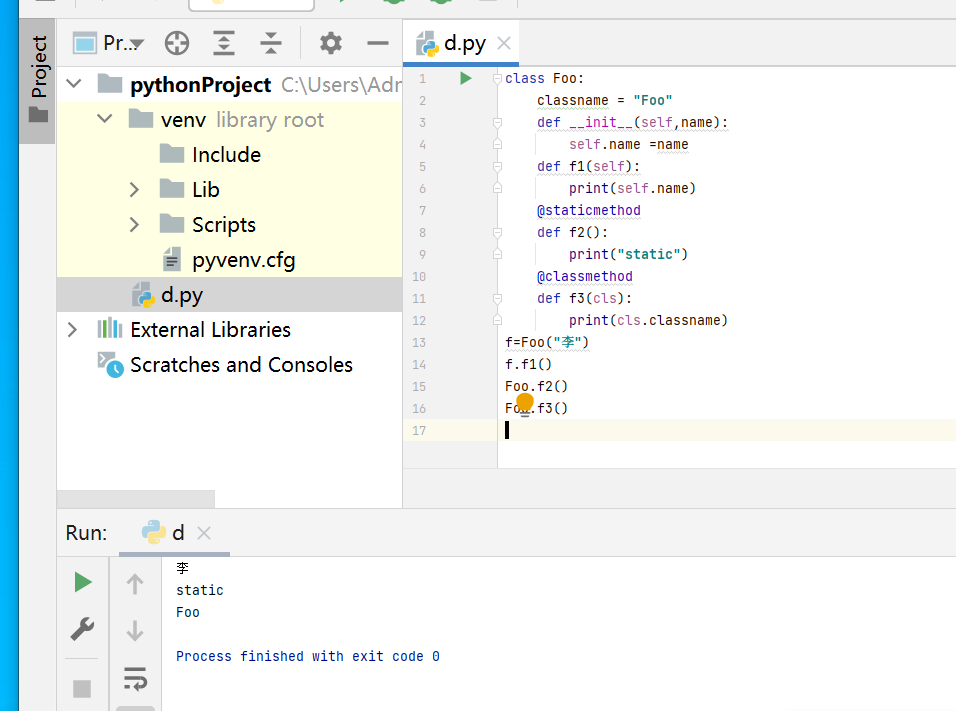 Project
Pr...
d.py
pythonProject C:\Users\Adr
venv library root
Include
Lib
Scripts
pyvenv.cfg
d.py
External Libraries
Scratches and Consoles
1 class Foo:
2 classname = "Foo"
3 def __init__(self,name):
4 self.name =name
5 def f1(self):
6 print(self.name)
7 @staticmethod
8 def f2():
9 print("static")
10 @classmethod
11 def f3(cls):
12 print(cls.classname)
13 f=Foo("李")
14 f.f1()
15 Foo.f2()
16 Foo.f3()
17
Run: d
李
static
Foo
Process finished with exit code 0